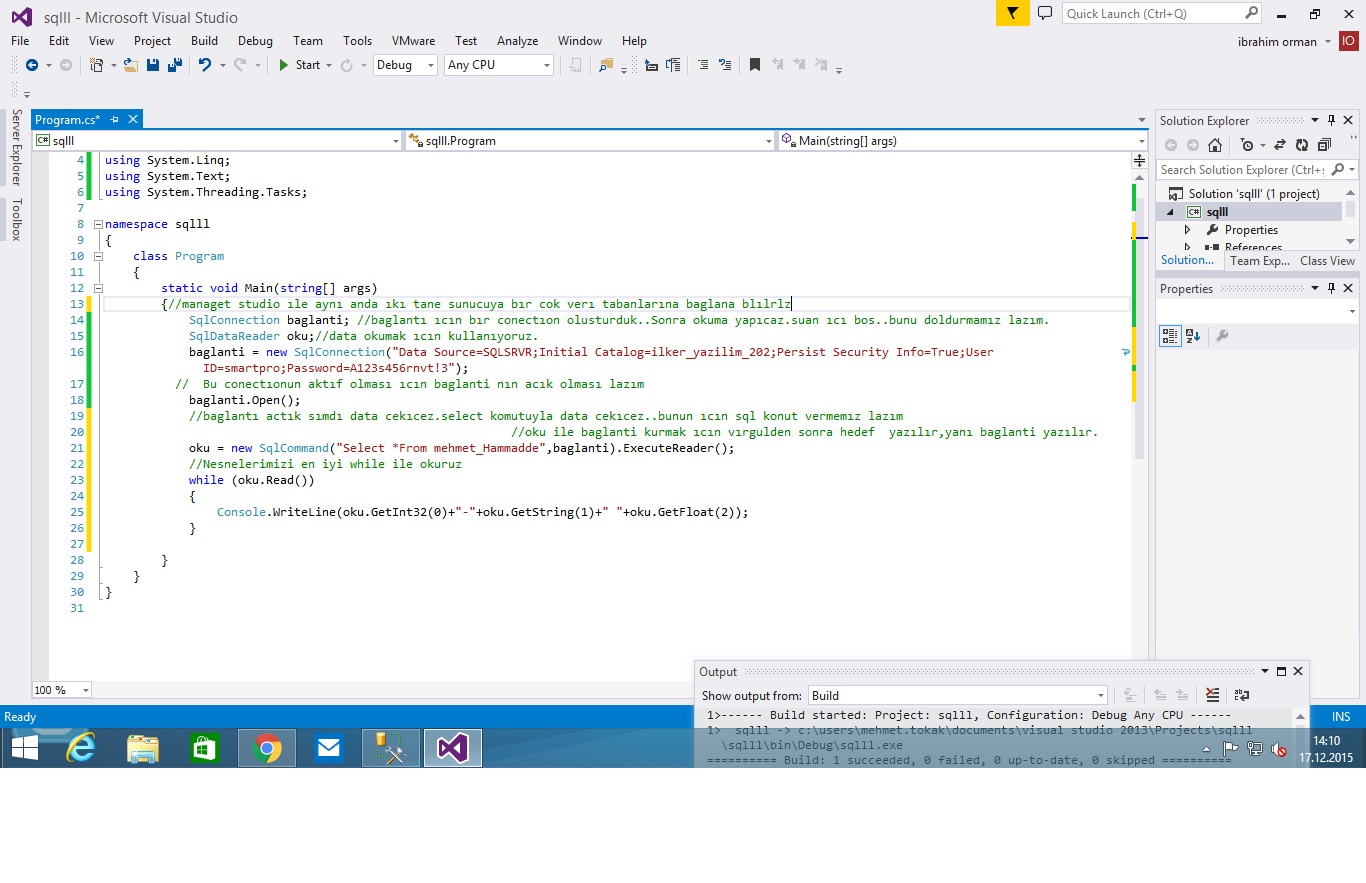 sqlll - Microsoft Visual Studio
Quick Launch (Ctrl+Q)
File Edit View Project Build Debug Team Tools VMware Test Analyze Window Help
ibrahim orman IO
Start Debug Any CPU
Server Explorer
Toolbox
Program.cs*
C# sqlll sqlll.Program Main(string[] args)
4 using System.Linq;
5 using System.Text;
6 using System.Threading.Tasks;
7
8 namespace sqlll
9 {
10 class Program
11 {
12 static void Main(string[] args)
13 {//managet studio ıle aynı anda ıkı tane sunucuya bır cok verı tabanlarına baglana blılrlz
14 SqlConnection baglanti; //baglantı ıcın bır conectıon olusturduk..Sonra okuma yapıcaz.suan ıcı bos..bunu doldurmamız lazım.
15 SqlDataReader oku;//data okumak ıcın kullanıyoruz.
16 baglanti = new SqlConnection("Data Source=SQLSRVR;Initial Catalog=ilker_yazilim_202;Persist Security Info=True;User
ID=smartpro;Password=A123s456rnvt!3");
17 // Bu conectıonun aktıf olması ıcın baglanti nın acık olması lazım
18 baglanti.Open();
19 //baglantı actık sımdı data cekıcez.select komutuyla data cekıcez..bunun ıcın sql konut vermemız lazım
20 //oku ile baglanti kurmak ıcın vırgulden sonra hedef yazılır,yanı baglanti yazılır.
21 oku = new SqlCommand("Select *From mehmet_Hammadde",baglanti).ExecuteReader();
22 //Nesnelerimizi en iyi while ile okuruz
23 while (oku.Read())
24 {
25 Console.WriteLine(oku.GetInt32(0)+"-"+oku.GetString(1)+" "+oku.GetFloat(2));
26 }
27
28 }
29 }
30 }
31
100 %
Solution Explorer
Search Solution Explorer (Ctrl+;
Solution 'sqlll' (1 project)
C# sqlll
Properties
References
Solution... Team Exp... Class View
Properties
Output
Show output from: Build
1>------ Build started: Project: sqlll, Configuration: Debug Any CPU ------
1> sqlll -> c:\users\mehmet.tokak\documents\visual studio 2013\Projects\sqlll
\sqlll\bin\Debug\sqlll.exe
========== Build: 1 succeeded, 0 failed, 0 up-to-date, 0 skipped ==========
Ready INS
14:10
17.12.2015